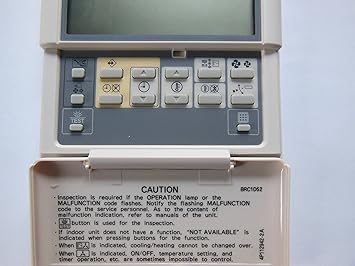 TEST
CAUTION
BRC1D52
• Inspection is required if the OPERATION lamp or the
MALFUNCTION code flashes. Notify the flashing MALFUNCTION
code to the service personnel. As to the content of
malfunction indication, refer to manuals of the unit.
• button is used for the inspection.
• If indoor unit does not have a function, "NOT AVAILABLE" is
indicated when pressing buttons for the function.
• When is indicated, cooling/heating cannot be changed over.
• When is indicated, ON/OFF, temperature setting, and
timer operation, etc. are sometimes impossible to control.
4P112942-2A